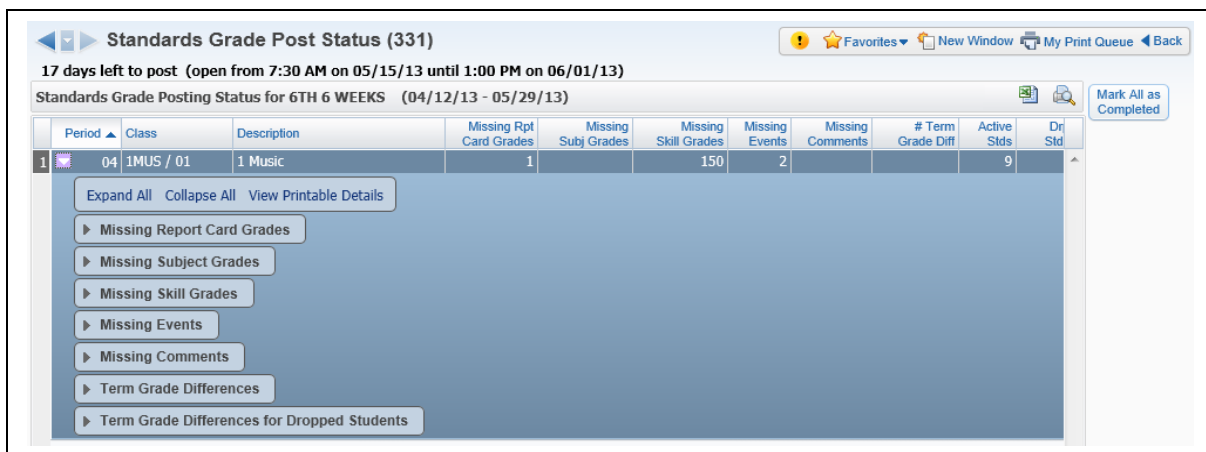 Standards Grade Post Status (331)
Favorites New Window My Print Queue Back
17 days left to post (open from 7:30 AM on 05/15/13 until 1:00 PM on 06/01/13)
Standards Grade Posting Status for 6TH 6 WEEKS (04/12/13 - 05/29/13)
Mark All as
Completed
Period Class Description Missing Rpt Card Grades Missing Subj Grades Missing Skill Grades Missing Events Missing Comments # Term Grade Diff Active Stds Dr Std
1 04 1MUS / 01 1 Music 1 150 2 9
Expand All Collapse All View Printable Details
Missing Report Card Grades
Missing Subject Grades
Missing Skill Grades
Missing Events
Missing Comments
Term Grade Differences
Term Grade Differences for Dropped Students